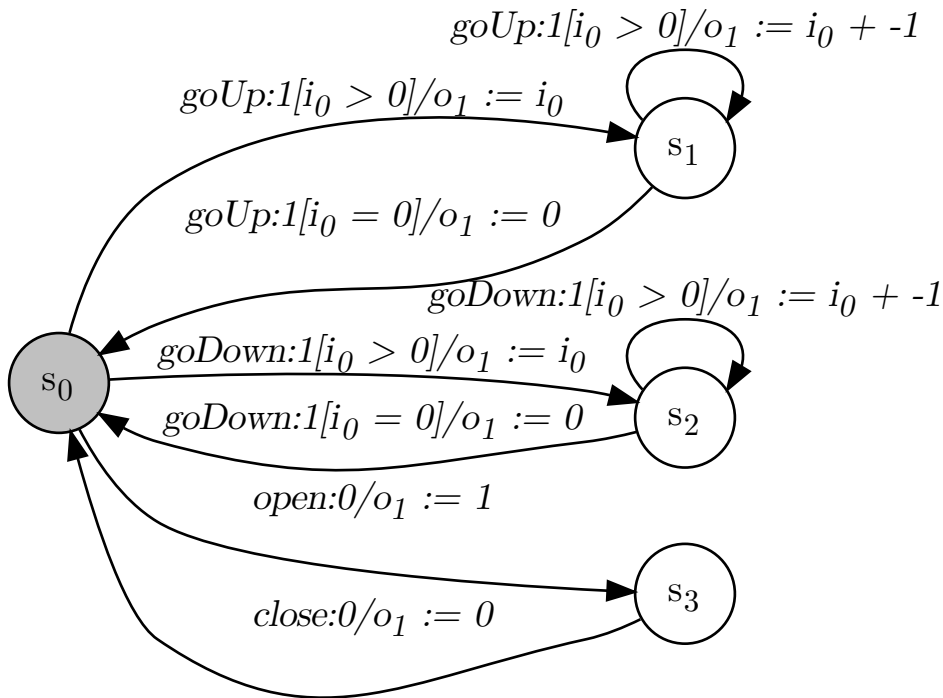 goUp:1[i₀ > 0]/o₁ := i₀ + -1
goUp:1[i₀ > 0]/o₁ := i₀
s₁
goUp:1[i₀ = 0]/o₁ := 0
goDown:1[i₀ > 0]/o₁ := i₀ + -1
goDown:1[i₀ > 0]/o₁ := i₀
s₀
goDown:1[i₀ = 0]/o₁ := 0
s₂
open:0/o₁ := 1
s₃
close:0/o₁ := 0